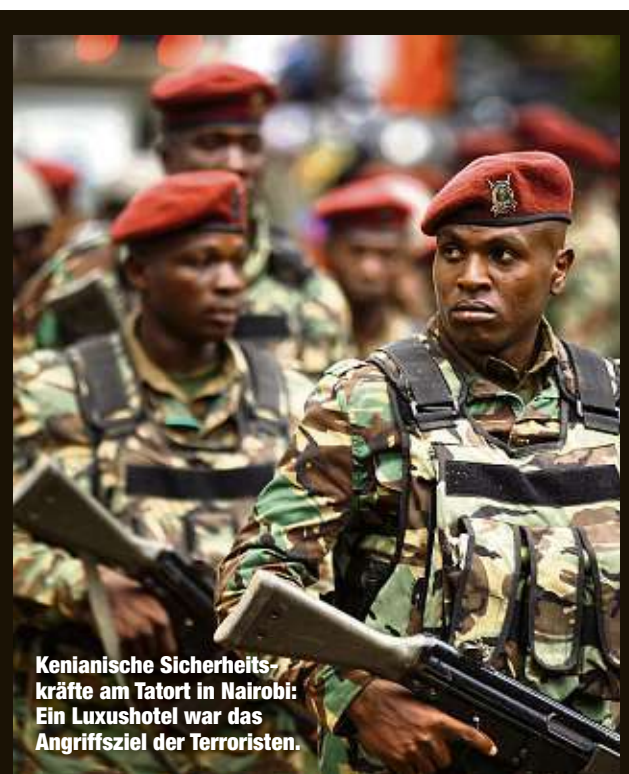 Kenianische Sicherheits-
kräfte am Tatort in Nairobi:
Ein Luxushotel war das
Angriffsziel der Terroristen.